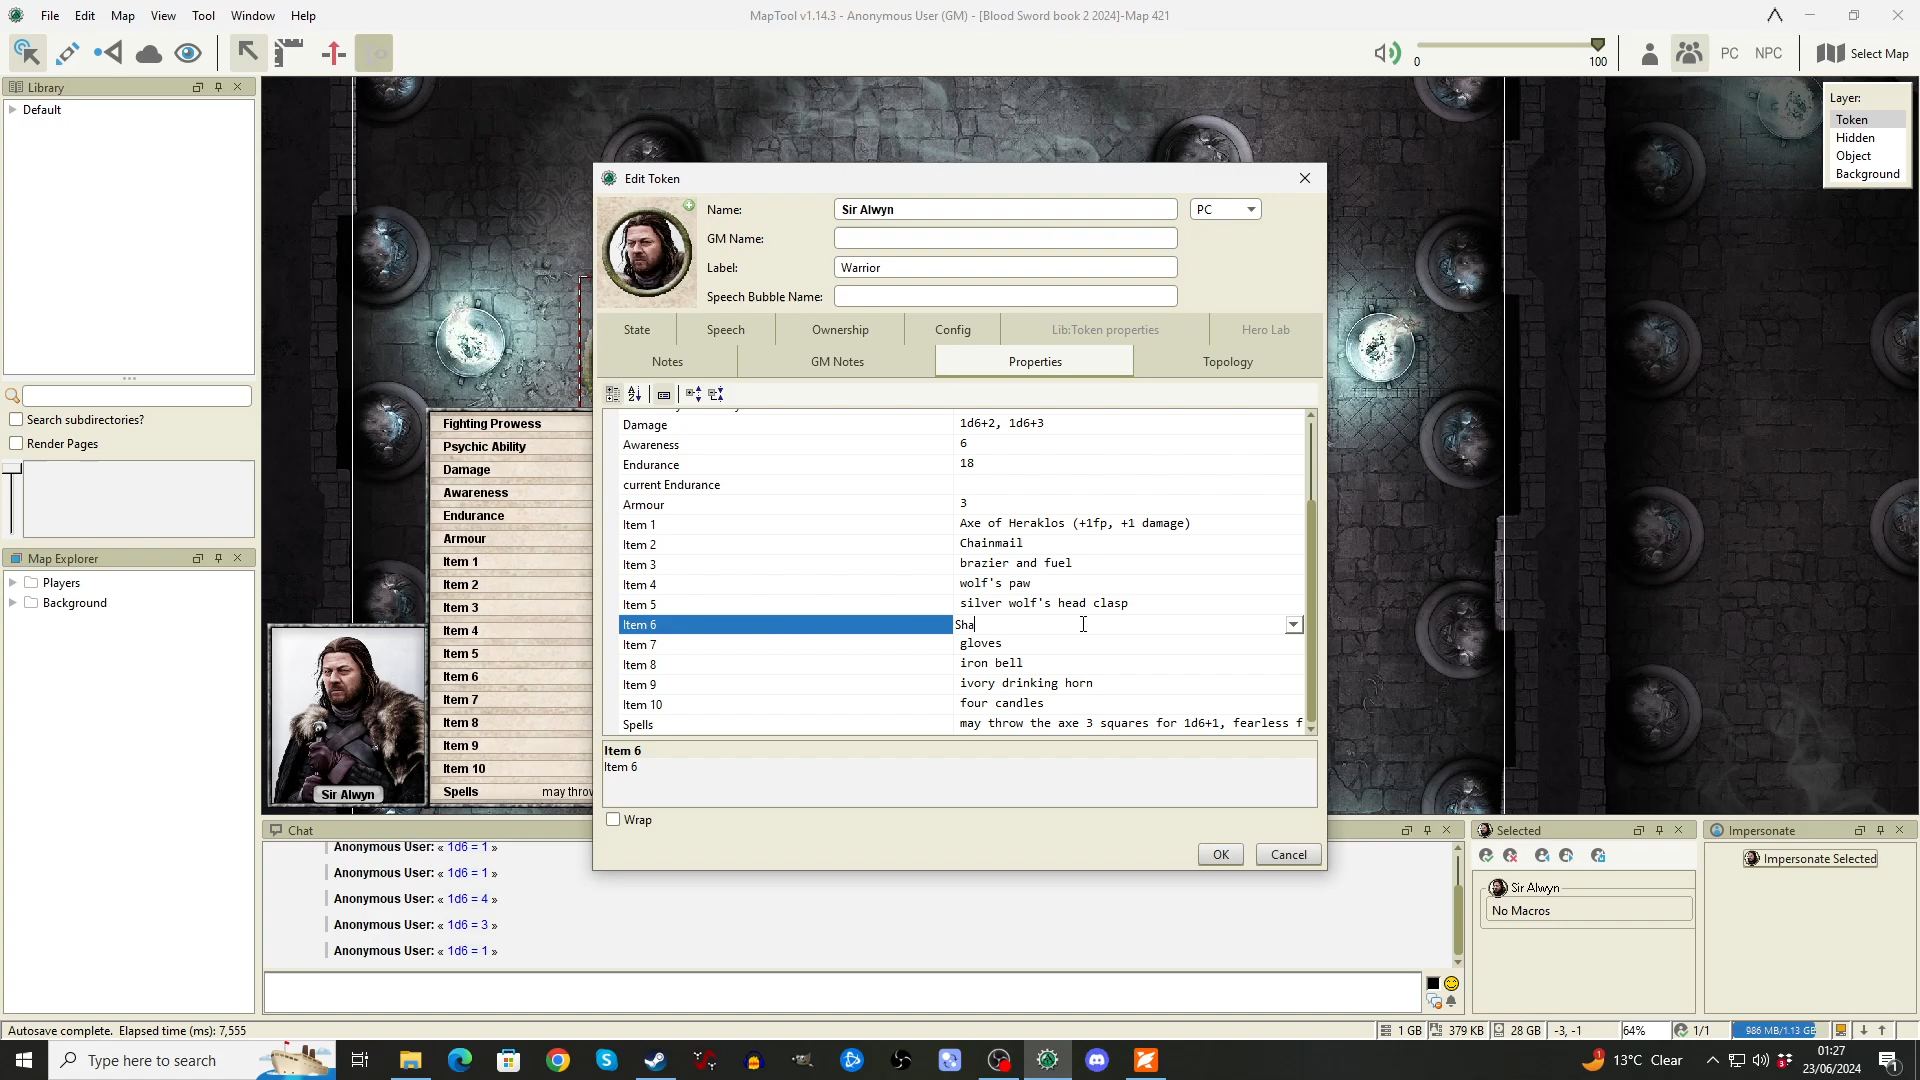 File Edit Map View Tool Window Help
MapTool v1.14.3 - Anonymous User (GM) - [Blood Sword book 2 2024]-Map 421
0 100
PC NPC Select Map
Library
Default
Search subdirectories?
Render Pages
Map Explorer
Players
Background
Layer:
Token
Hidden
Object
Background
Fighting Prowess
Psychic Ability
Damage
Awareness
Endurance
Armour
Item 1
Item 2
Item 3
Item 4
Item 5
Item 6
Item 7
Item 8
Item 9
Item 10
Spells may throw
Sir Alwyn
Edit Token
Name: Sir Alwyn PC
GM Name:
Label: Warrior
Speech Bubble Name:
State Speech Ownership Config Lib:Token properties Hero Lab
Notes GM Notes Properties Topology
Damage 1d6+2, 1d6+3
Awareness 6
Endurance 18
current Endurance
Armour 3
Item 1 Axe of Heraklos (+1fp, +1 damage)
Item 2 Chainmail
Item 3 brazier and fuel
Item 4 wolf's paw
Item 5 silver wolf's head clasp
Item 6 Sha
Item 7 gloves
Item 8 iron bell
Item 9 ivory drinking horn
Item 10 four candles
Spells may throw the axe 3 squares for 1d6+1, fearless f
Item 6
Item 6
Wrap
OK Cancel
Chat
Anonymous User: « 1d6 = 1 »
Anonymous User: « 1d6 = 1 »
Anonymous User: « 1d6 = 4 »
Anonymous User: « 1d6 = 3 »
Anonymous User: « 1d6 = 1 »
Selected
Sir Alwyn
No Macros
Impersonate
Impersonate Selected
Autosave complete. Elapsed time (ms): 7,555
1 GB 379 KB 28 GB -3, -1 64% 1/1 986 MB/1.13 GB
Type here to search
13°C Clear
01:27
23/06/2024
1